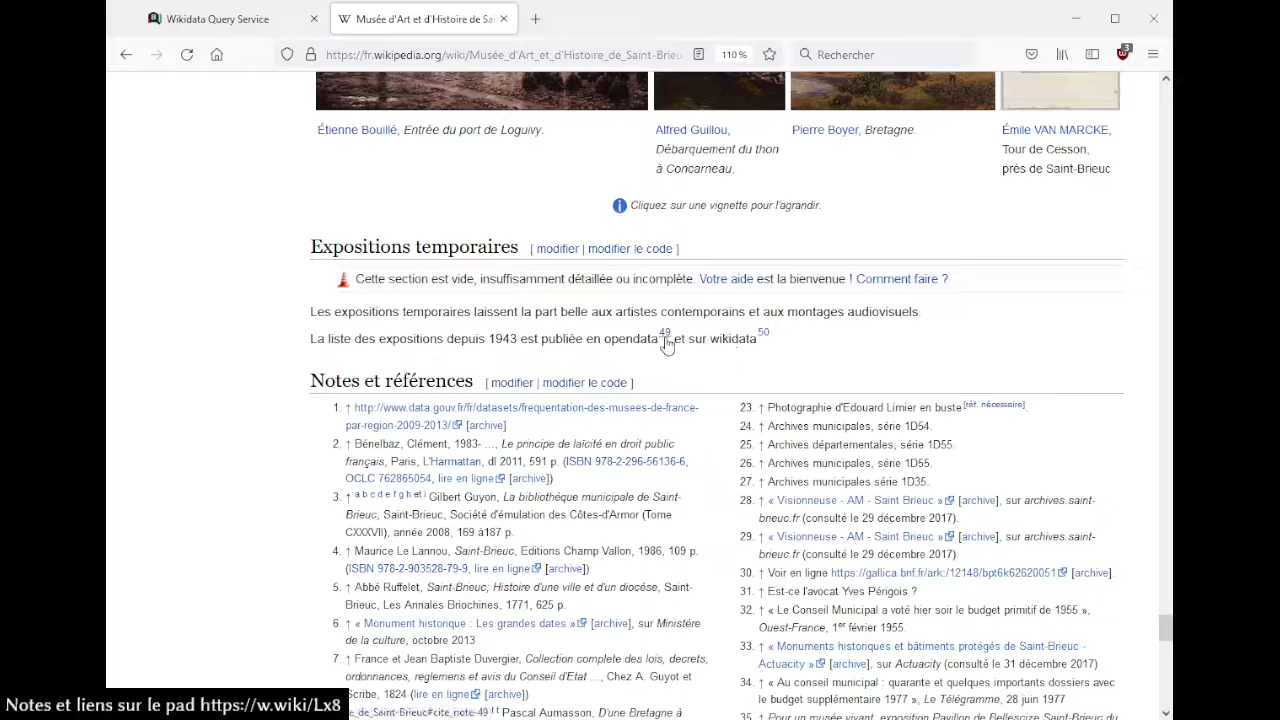 Wikidata Query Service
Musée d'Art et d'Histoire de Sai
https://fr.wikipedia.org/wiki/Musée_d'Art_et_d'Histoire_de_Saint-Brieu
110 %
Rechercher
3
Étienne Bouillé, Entrée du port de Loguivy.
Alfred Guillou,
Débarquement du thon
à Concarneau.
Pierre Boyer, Bretagne.
Émile VAN MARCKE,
Tour de Cesson,
près de Saint-Brieuc
Cliquez sur une vignette pour l'agrandir.
Expositions temporaires [ modifier | modifier le code ]
Cette section est vide, insuffisamment détaillée ou incomplète. Votre aide est la bienvenue ! Comment faire ?
Les expositions temporaires laissent la part belle aux artistes contemporains et aux montages audiovisuels.
La liste des expositions depuis 1943 est publiée en opendata 49 et sur wikidata 50
Notes et références [ modifier | modifier le code ]
1. ↑ http://www.data.gouv.fr/fr/datasets/frequentation-des-musees-de-france-
par-region-2009-2013/ [archive]
2. ↑ Bénelbaz, Clément, 1983- ..., Le principe de laïcité en droit public
français, Paris, L'Harmattan, dl 2011, 591 p. (ISBN 978-2-296-56136-6,
OCLC 762865054, lire en ligne [archive])
3. ↑ a b c d e f g h et i Gilbert Guyon, La bibliothèque municipale de Saint-
Brieuc, Saint-Brieuc, Société d'émulation des Côtes-d'Armor (Tome
CXXXVII), année 2008, 169 à187 p.
4. ↑ Maurice Le Lannou, Saint-Brieuc, Editions Champ Vallon, 1986, 109 p.
(ISBN 978-2-903528-79-9, lire en ligne [archive])
5. ↑ Abbé Ruffelet, Saint-Brieuc; Histoire d'une ville et d'un diocèse, Saint-
Brieuc, Les Annales Briochines, 1771, 625 p.
6. ↑ « Monument historique : Les grandes dates » [archive], sur Ministère
de la culture, octobre 2013
7. ↑ France et Jean Baptiste Duvergier, Collection complete des lois, decrets,
ordonnances, reglemens et avis du Conseil d'Etat ..., Chez A. Guyot et
Scribe, 1824 (lire en ligne [archive])
e_de_Saint-Brieuc#cite_note-49 Pascal Aumasson, D'une Bretagne à
23. ↑ Photographie d'Edouard Limier en buste [réf. nécessaire].
24. ↑ Archives municipales, série 1D54.
25. ↑ Archives départementales, série 1D55.
26. ↑ Archives municipales, série 1D55.
27. ↑ Archives municipales série 1D35.
28. ↑ « Visionneuse - AM - Saint Brieuc » [archive], sur archives.saint-
brieuc.fr (consulté le 29 décembre 2017).
29. ↑ « Visionneuse - AM - Saint Brieuc » [archive], sur archives.saint-
brieuc.fr (consulté le 29 décembre 2017).
30. ↑ Voir en ligne https://gallica.bnf.fr/ark:/12148/bpt6k62620051 [archive].
31. ↑ Est-ce l'avocat Yves Périgois ?
32. ↑ « Le Conseil Municipal a voté hier soir le budget primitif de 1955 »,
Ouest-France, 1er février 1955.
33. ↑ « Monuments historiques et bâtiments protégés de Saint-Brieuc -
Actuacity » [archive], sur Actuacity (consulté le 31 décembre 2017)
34. ↑ « Au conseil municipal : quarante et quelques importants dossiers avec
le budget supplémentaire 1977 », Le Télégramme, 28 juin 1977
35. ↑ Pour un musée vivant, exposition Pavillon de Bellescize Saint-Brieuc du
Notes et liens sur le pad https://w.wiki/Lx8